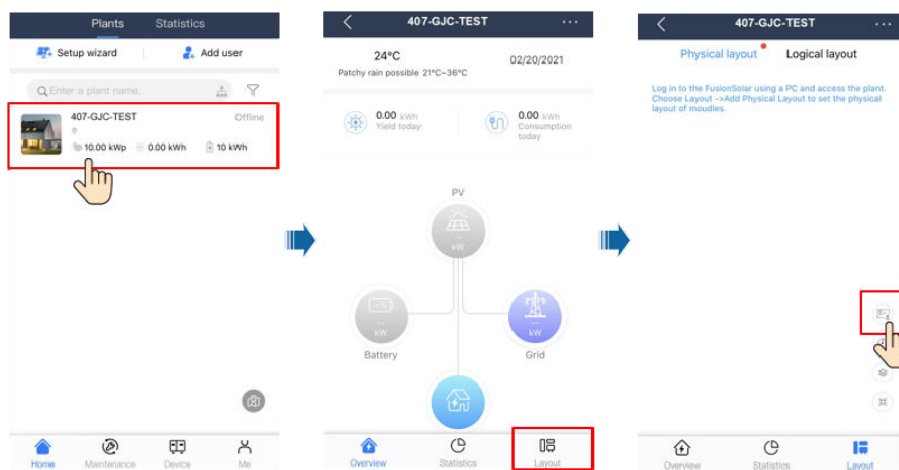 Plants Statistics
Setup wizard Add user
Enter a plant name.
407-GJC-TEST Offline
10.00 kWp 0.00 kWh 10 kWh
Home Maintenance Device Me
407-GJC-TEST ...
24°C 02/20/2021
Patchy rain possible 21°C~36°C
0.00 kWh 0.00 kWh
Yield today Consumption
today
PV
--
kW
--
kW
--
kW
Battery Grid
Overview Statistics Layout
407-GJC-TEST ...
Physical layout Logical layout
Log in to the FusionSolar using a PC and access the plant.
Choose Layout ->Add Physical Layout to set the physical
layout of moudles.
Overview Statistics Layout